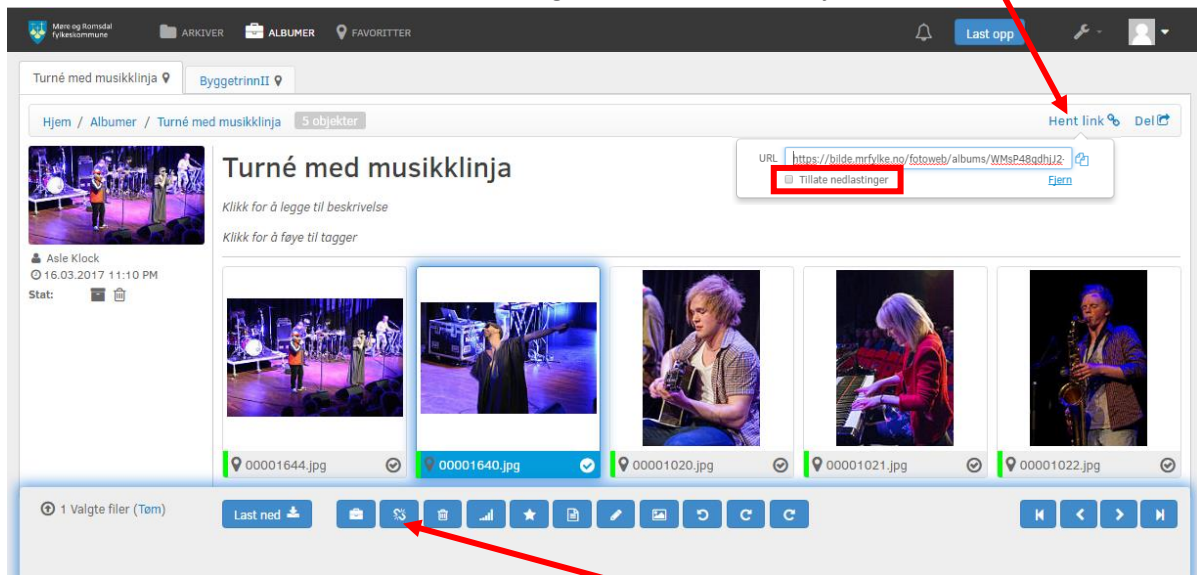 Møre og Romsdal
fylkeskommune
ARKIVER
ALBUMER
FAVORITTER
Last opp
Turné med musikklinja
ByggetrinnII
Hjem / Albumer / Turné med musikklinja 5 objekter
Hent link
Del
URL https://bilde.mrfylke.no/fotoweb/albums/WMsP48qdhjJ2-
Tillate nedlastinger
Fjern
Turné med musikklinja
Klikk for å legge til beskrivelse
Klikk for å føye til tagger
Asle Klock
16.03.2017 11:10 PM
Stat:
00001644.jpg
00001640.jpg
00001020.jpg
00001021.jpg
00001022.jpg
1 Valgte filer (Tøm)
Last ned